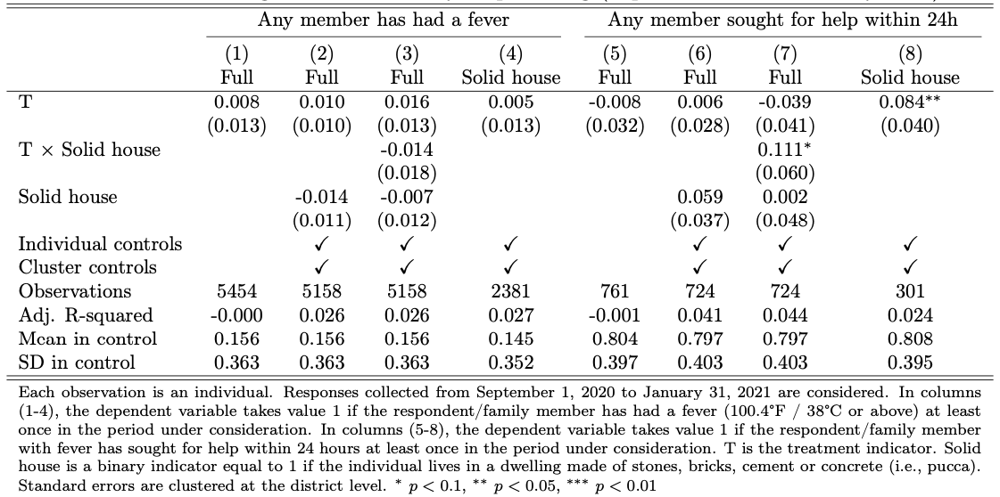 Any member has had a fever Any member sought for help within 24h
(1) (2) (3) (4) (5) (6) (7) (8)
Full Full Full Solid house Full Full Full Solid house
T 0.008 0.010 0.016 0.005 -0.008 0.006 -0.039 0.084**
(0.013) (0.010) (0.013) (0.013) (0.032) (0.028) (0.041) (0.040)
T × Solid house -0.014 0.111*
(0.018) (0.060)
Solid house -0.014 -0.007 0.059 0.002
(0.011) (0.012) (0.037) (0.048)
Individual controls ✓ ✓ ✓ ✓ ✓ ✓
Cluster controls ✓ ✓ ✓ ✓ ✓ ✓
Observations 5454 5158 5158 2381 761 724 724 301
Adj. R-squared -0.000 0.026 0.026 0.027 -0.001 0.041 0.044 0.024
Mean in control 0.156 0.156 0.156 0.145 0.804 0.797 0.797 0.808
SD in control 0.363 0.363 0.363 0.352 0.397 0.403 0.403 0.395
Each observation is an individual. Responses collected from September 1, 2020 to January 31, 2021 are considered. In columns
(1-4), the dependent variable takes value 1 if the respondent/family member has had a fever (100.4°F / 38°C or above) at least
once in the period under consideration. In columns (5-8), the dependent variable takes value 1 if the respondent/family member
with fever has sought for help within 24 hours at least once in the period under consideration. T is the treatment indicator. Solid
house is a binary indicator equal to 1 if the individual lives in a dwelling made of stones, bricks, cement or concrete (i.e., pucca).
Standard errors are clustered at the district level. * p < 0.1, ** p < 0.05, *** p < 0.01